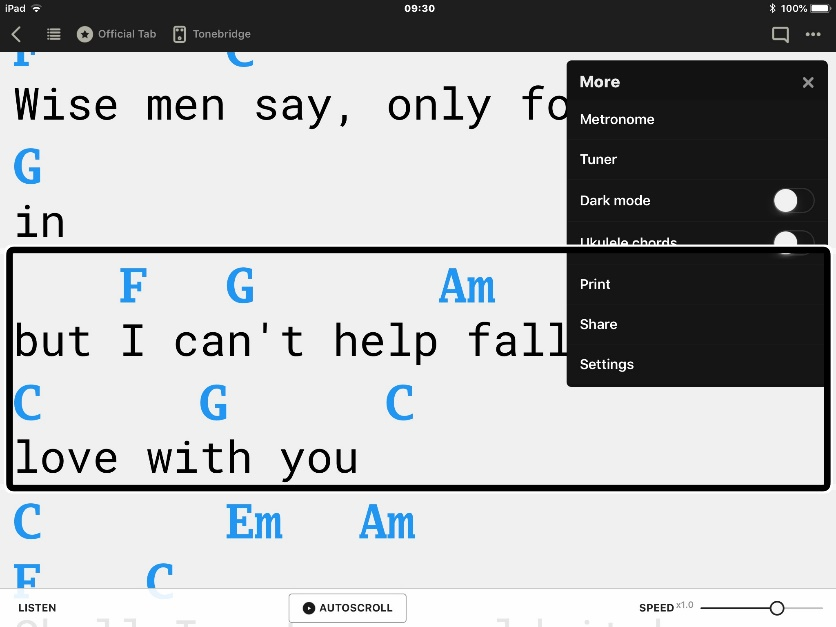 iPad 09:30 100%
Official Tab Tonebridge
F C
Wise men say, only fo
G
in
F G Am
but I can't help fall
C G C
love with you
C Em Am
F C
LISTEN AUTOSCROLL SPEED x1.0
More
Metronome
Tuner
Dark mode
Ukulele chords
Print
Share
Settings